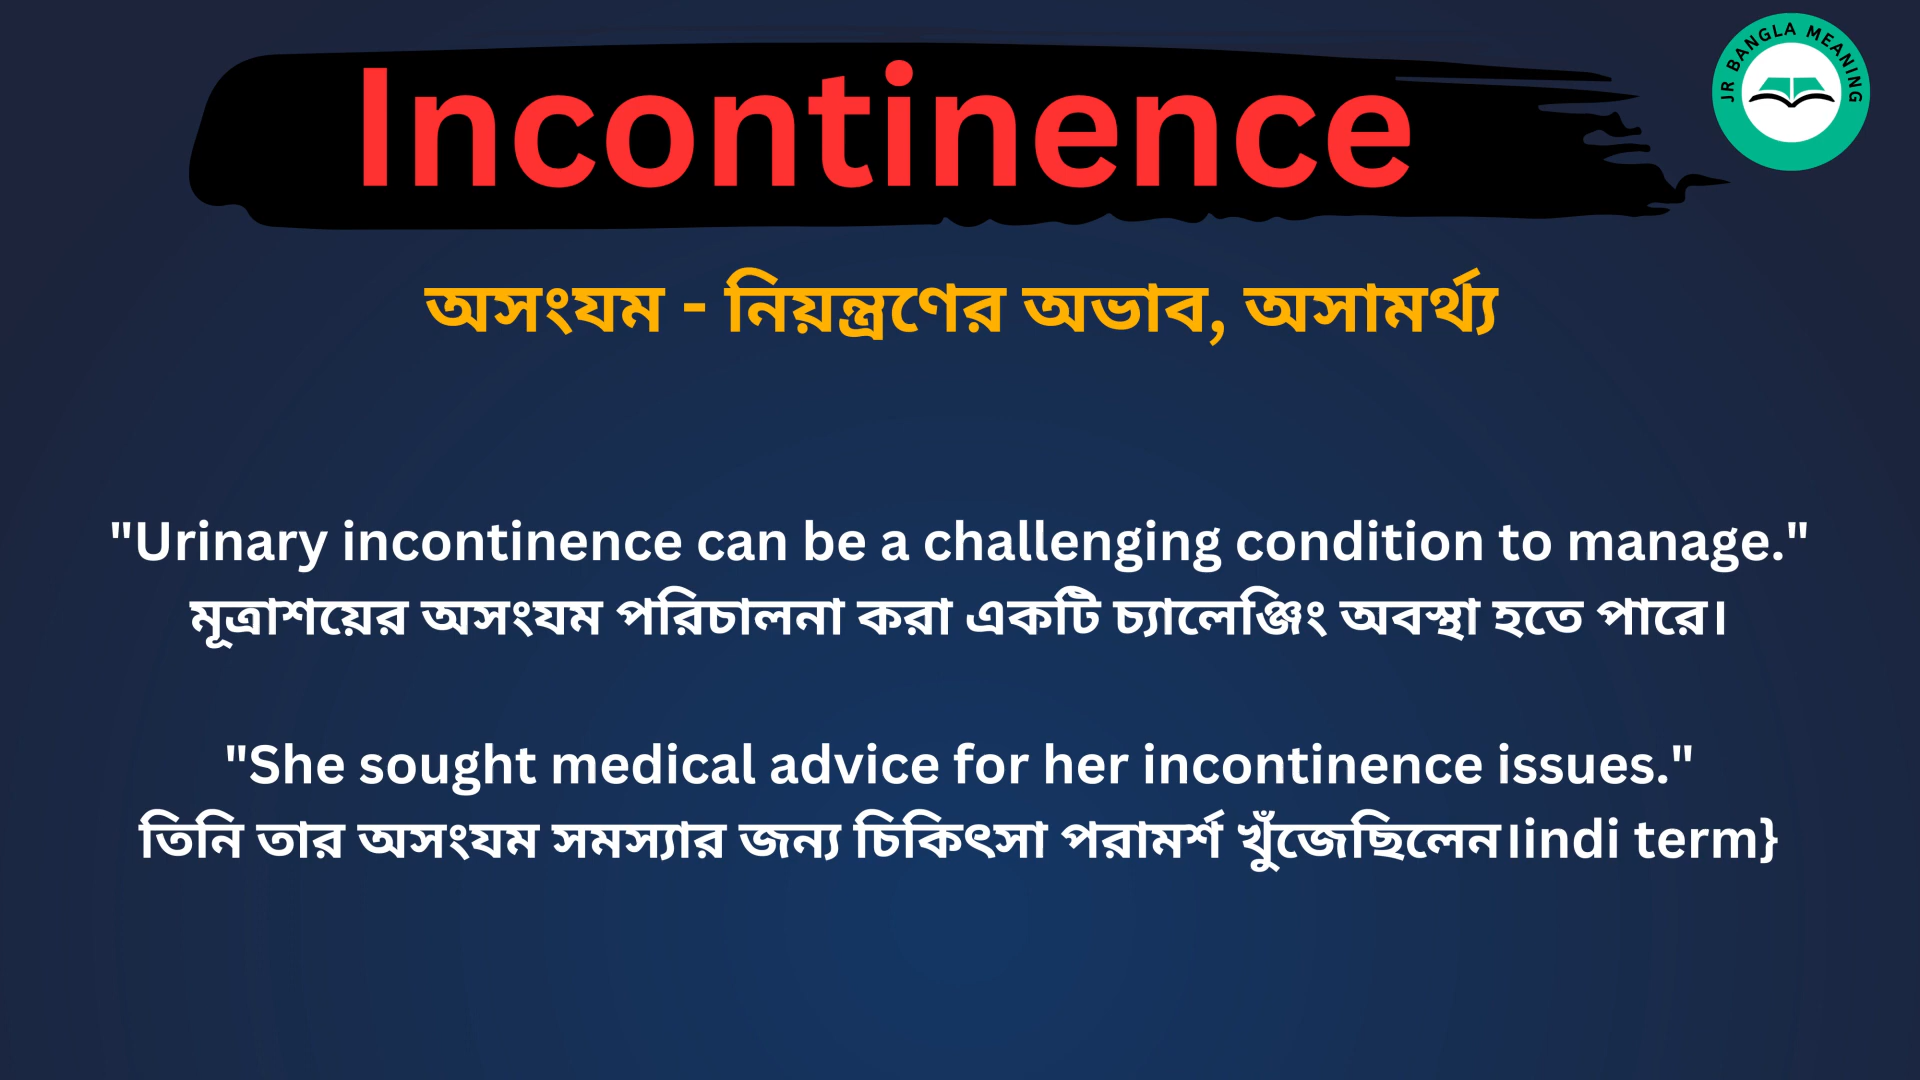 Incontinence
JR BANGLA MEANING
অসংযম - নিয়ন্ত্রণের অভাব, অসামর্থ্য
"Urinary incontinence can be a challenging condition to manage."
মূত্রাশয়ের অসংযম পরিচালনা করা একটি চ্যালেঞ্জিং অবস্থা হতে পারে।
"She sought medical advice for her incontinence issues."
তিনি তার অসংযম সমস্যার জন্য চিকিৎসা পরামর্শ খুঁজেছিলেন।indi term}